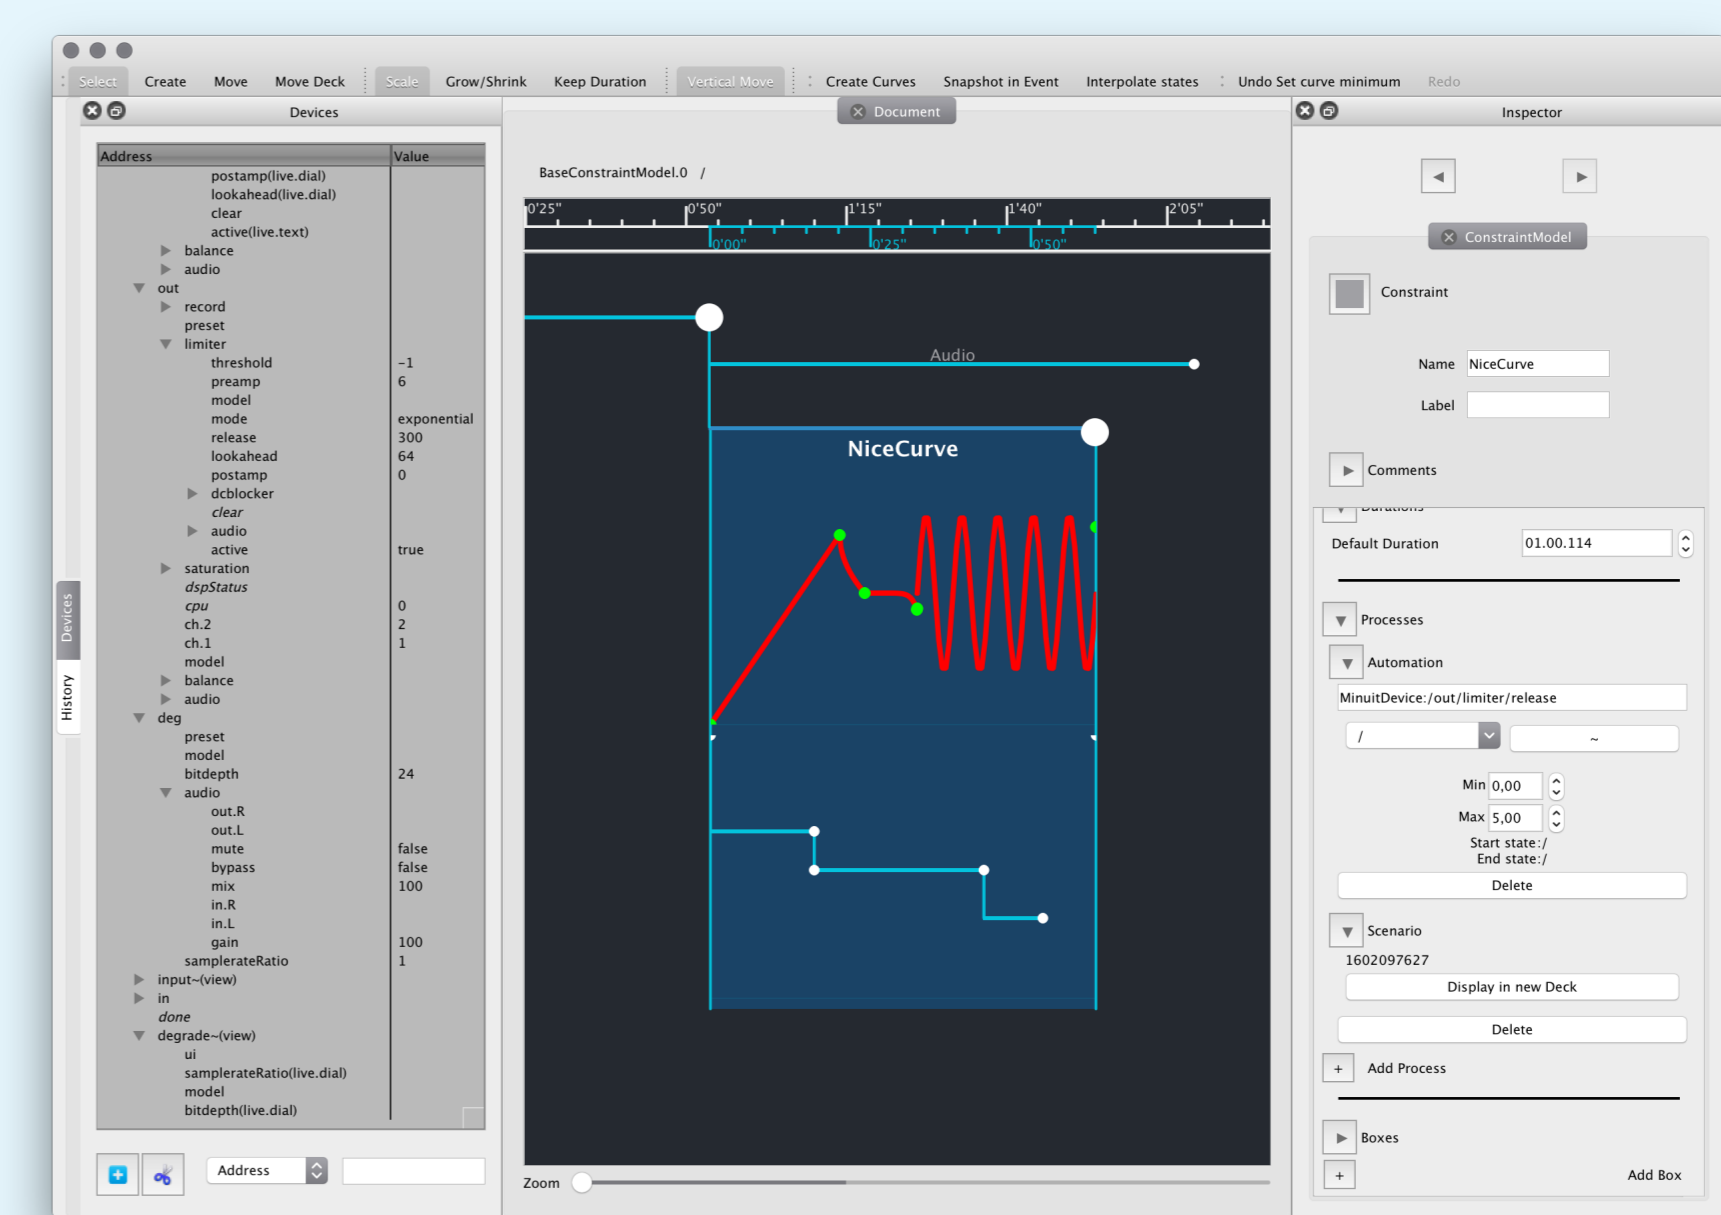 Select Create Move Move Deck Scale Grow/Shrink Keep Duration Vertical Move Create Curves Snapshot in Event Interpolate states Undo Set curve minimum Redo
Devices
Address Value
postamp(live.dial)
lookahead(live.dial)
clear
active(live.text)
balance
audio
out
record
preset
limiter
threshold -1
preamp 6
model
mode exponential
release 300
lookahead 64
postamp 0
dcblocker
clear
audio
active true
saturation
dspStatus
cpu 0
ch.2 2
ch.1 1
model
balance
audio
deg
preset
model
bitdepth 24
audio
out.R
out.L
mute false
bypass false
mix 100
in.R
in.L
gain 100
samplerateRatio 1
input~(view)
in
done
degrade~(view)
ui
samplerateRatio(live.dial)
model
bitdepth(live.dial)
Address
Devices
History
Document
BaseConstraintModel.0 /
0'25" 0'50" 1'15" 1'40" 2'05"
0'00" 0'25" 0'50"
Audio
NiceCurve
Zoom
Inspector
ConstraintModel
Constraint
Name NiceCurve
Label
Comments
Durations
Default Duration 01.00.114
Processes
Automation
MinuitDevice:/out/limiter/release
/ ~
Min 0,00
Max 5,00
Start state:/
End state:/
Delete
Scenario
1602097627
Display in new Deck
Delete
+ Add Process
Boxes
+ Add Box